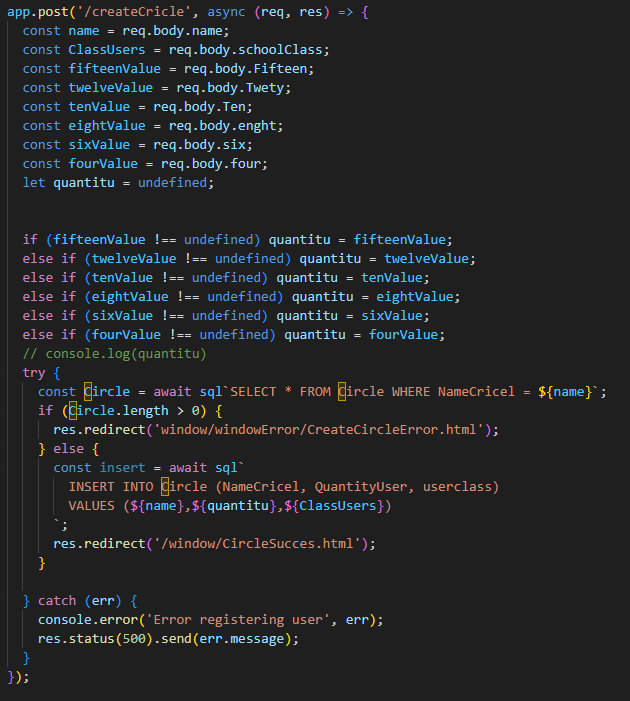 app.post('/createCricle', async (req, res) => {
  const name = req.body.name;
  const ClassUsers = req.body.schoolClass;
  const fifteenValue = req.body.Fifteen;
  const twelveValue = req.body.Twety;
  const tenValue = req.body.Ten;
  const eightValue = req.body.enght;
  const sixValue = req.body.six;
  const fourValue = req.body.four;
  let quantitu = undefined;
  if (fifteenValue !== undefined) quantitu = fifteenValue;
  else if (twelveValue !== undefined) quantitu = twelveValue;
  else if (tenValue !== undefined) quantitu = tenValue;
  else if (eightValue !== undefined) quantitu = eightValue;
  else if (sixValue !== undefined) quantitu = sixValue;
  else if (fourValue !== undefined) quantitu = fourValue;
  // console.log(quantitu)
  try {
    const Circle = await sql`SELECT * FROM Circle WHERE NameCricel = ${name}`;
    if (Circle.length > 0) {
      res.redirect('window/windowError/CreateCircleError.html');
    } else {
      const insert = await sql`
        INSERT INTO Circle (NameCricel, QuantityUser, userclass)
        VALUES (${name},${quantitu},${ClassUsers})
      `;
      res.redirect('/window/CircleSucces.html');
    }
  } catch (err) {
    console.error('Error registering user', err);
    res.status(500).send(err.message);
  }
});